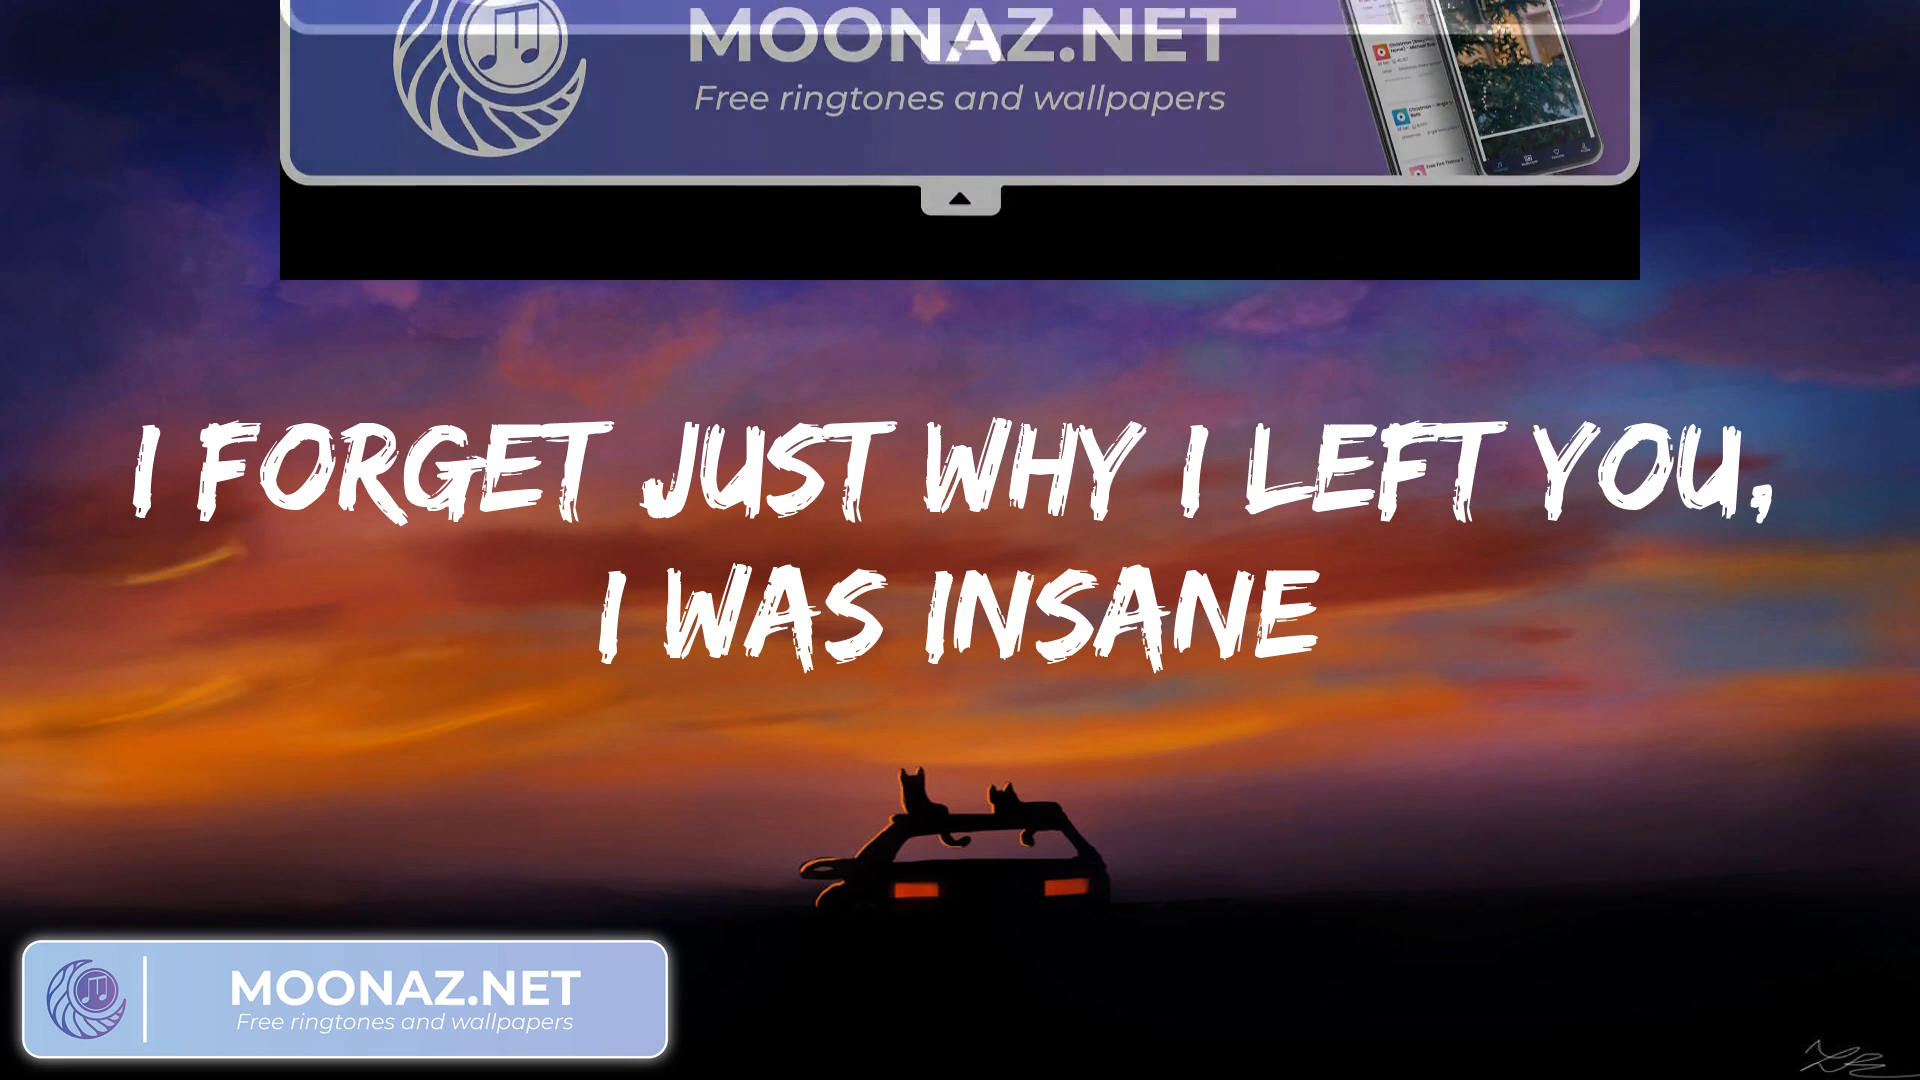 MOONAZ.NET
Free ringtones and wallpapers
I FORGET JUST WHY I LEFT YOU,
I WAS INSANE
MOONAZ.NET
Free ringtones and wallpapers